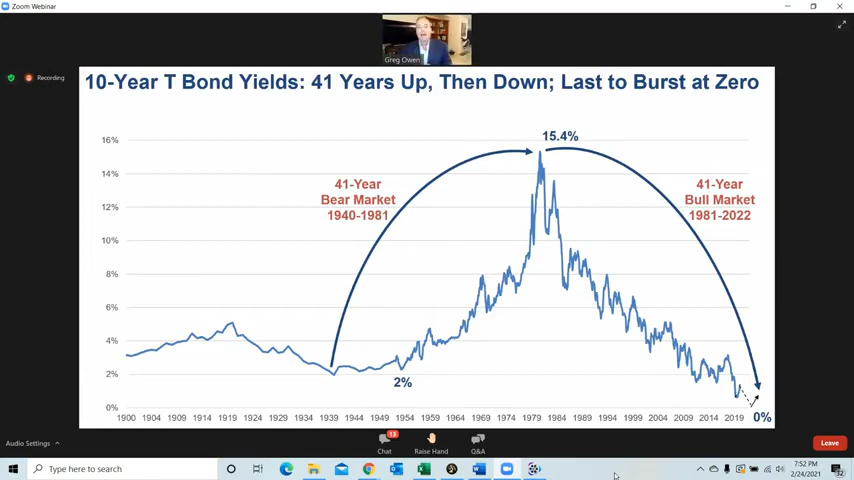 Zoom Webinar
Greg Owen
Recording
10-Year T Bond Yields: 41 Years Up, Then Down; Last to Burst at Zero
16%
15.4%
14%
41-Year
Bear Market
1940-1981
41-Year
Bull Market
1981-2022
12%
10%
8%
6%
4%
2%
2%
0%
0%
1900 1904 1909 1914 1919 1924 1929 1934 1939 1944 1949 1954 1959 1964 1969 1974 1979 1984 1989 1994 1999 2004 2009 2014 2019
13
Audio Settings
Chat
Raise Hand
Q&A
Leave
Type here to search
7:52 PM
2/24/2021
32